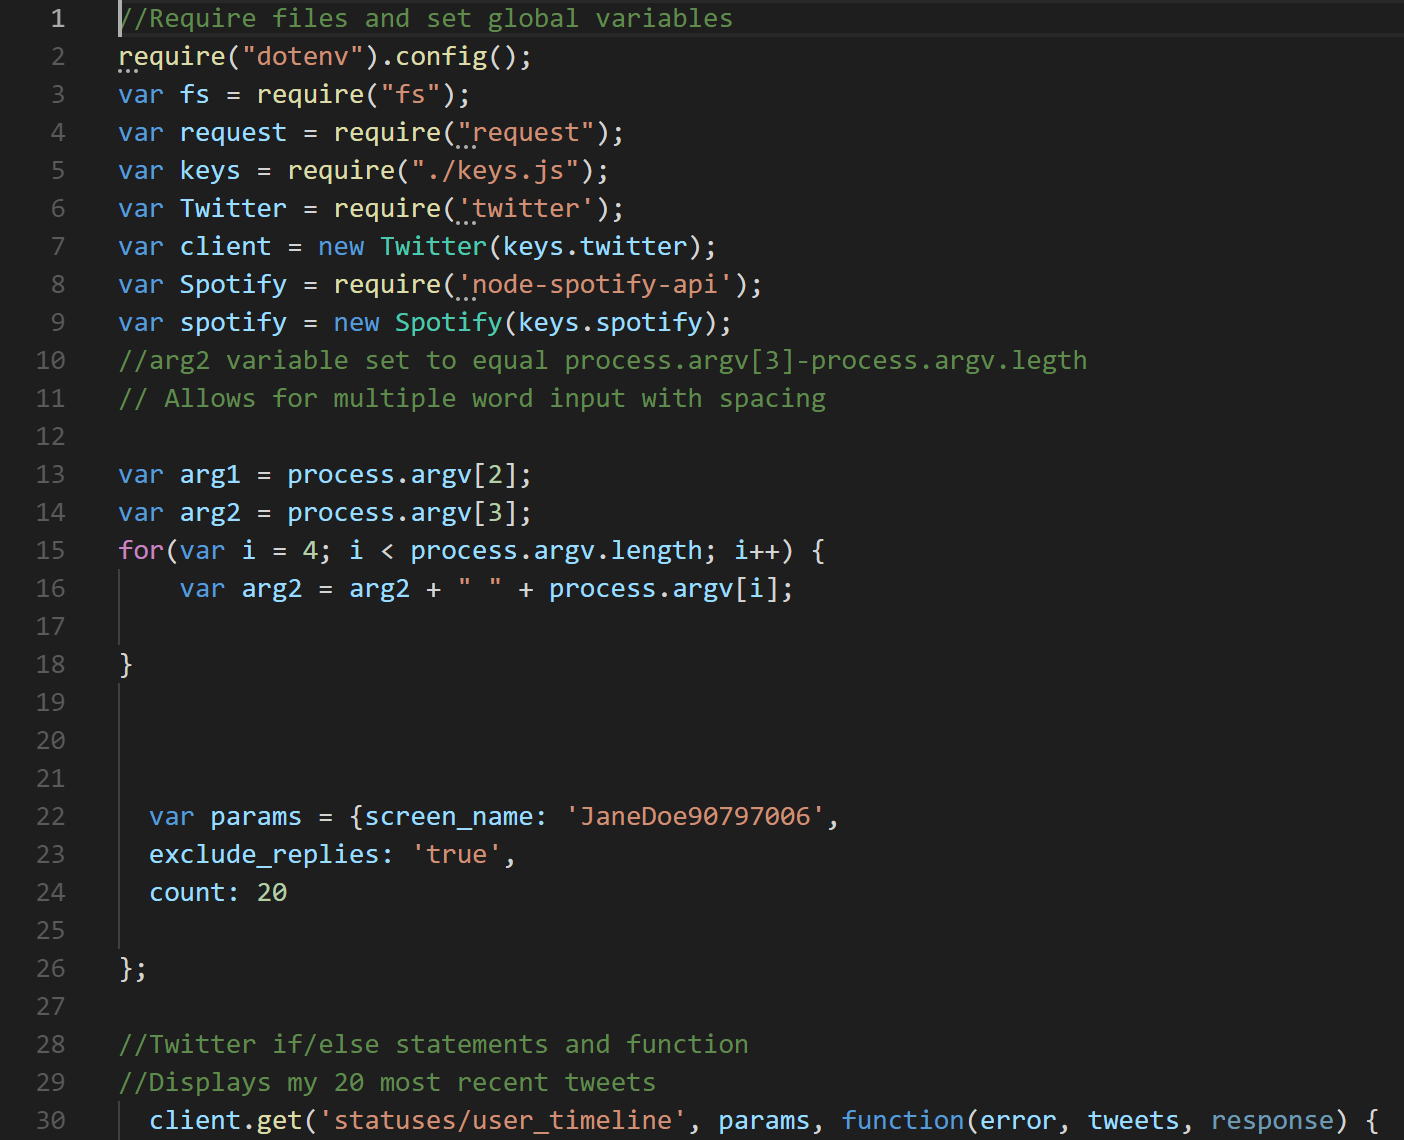 1 //Require files and set global variables
2 require("dotenv").config();
3 var fs = require("fs");
4 var request = require("request");
5 var keys = require("./keys.js");
6 var Twitter = require('twitter');
7 var client = new Twitter(keys.twitter);
8 var Spotify = require('node-spotify-api');
9 var spotify = new Spotify(keys.spotify);
10 //arg2 variable set to equal process.argv[3]-process.argv.legth
11 // Allows for multiple word input with spacing
12
13 var arg1 = process.argv[2];
14 var arg2 = process.argv[3];
15 for(var i = 4; i < process.argv.length; i++) {
16     var arg2 = arg2 + " " + process.argv[i];
17
18 }
19
20
21
22   var params = {screen_name: 'JaneDoe90797006',
23   exclude_replies: 'true',
24   count: 20
25
26 };
27
28 //Twitter if/else statements and function
29 //Displays my 20 most recent tweets
30   client.get('statuses/user_timeline', params, function(error, tweets, response) {